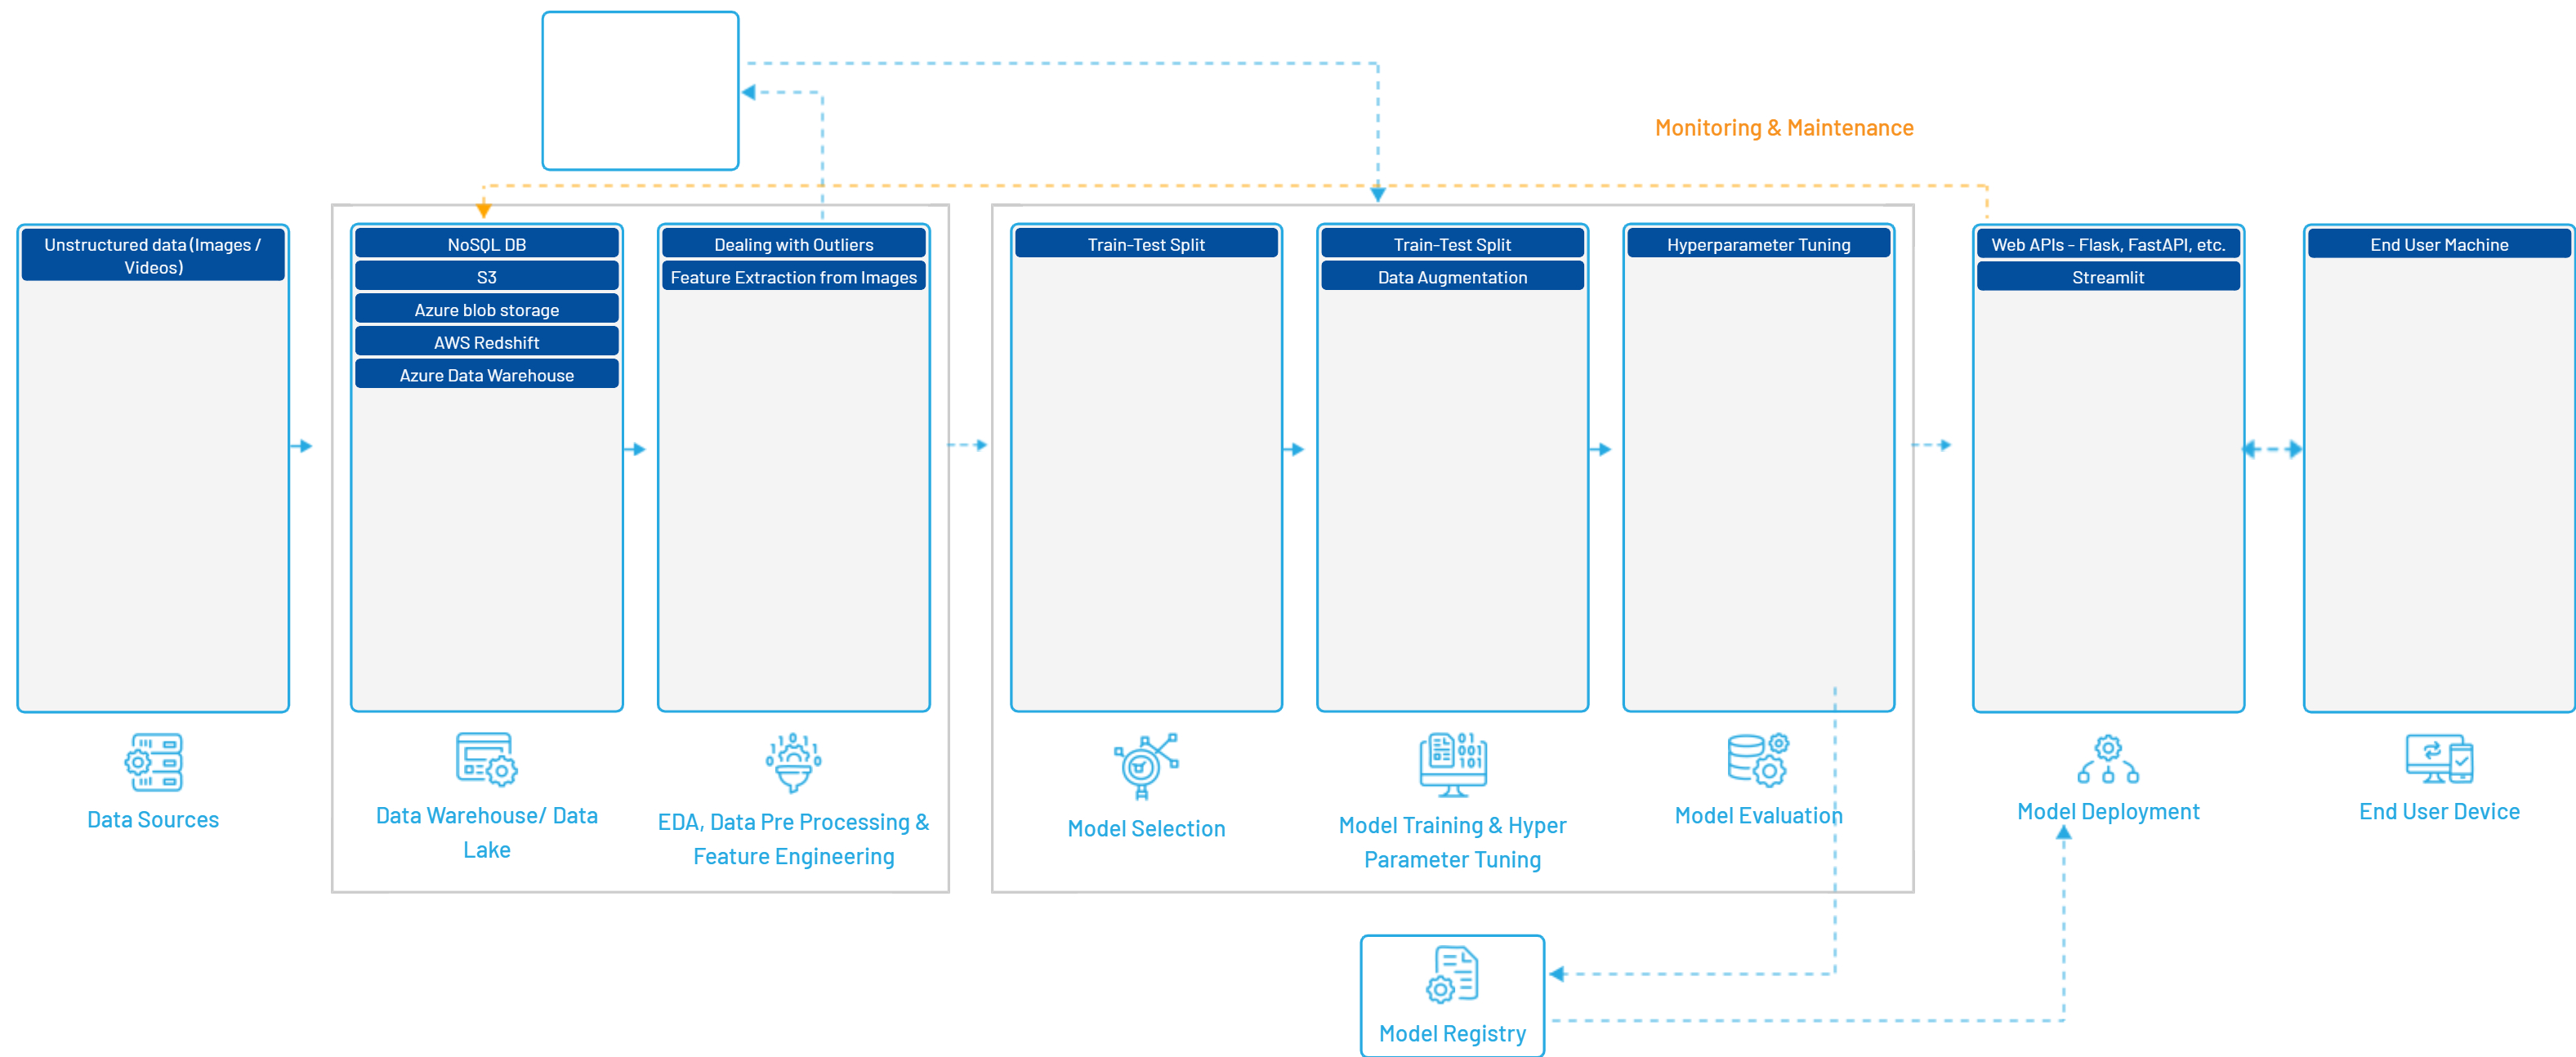 Monitoring & Maintenance
Unstructured data (Images /
Videos)
Data Sources
NoSQL DB
S3
Azure blob storage
AWS Redshift
Azure Data Warehouse
Data Warehouse/ Data
Lake
Dealing with Outliers
Feature Extraction from Images
EDA, Data Pre Processing &
Feature Engineering
Train-Test Split
Model Selection
Train-Test Split
Data Augmentation
Model Training & Hyper
Parameter Tuning
Hyperparameter Tuning
Model Evaluation
Web APIs - Flask, FastAPI, etc.
Streamlit
Model Deployment
End User Machine
End User Device
Model Registry